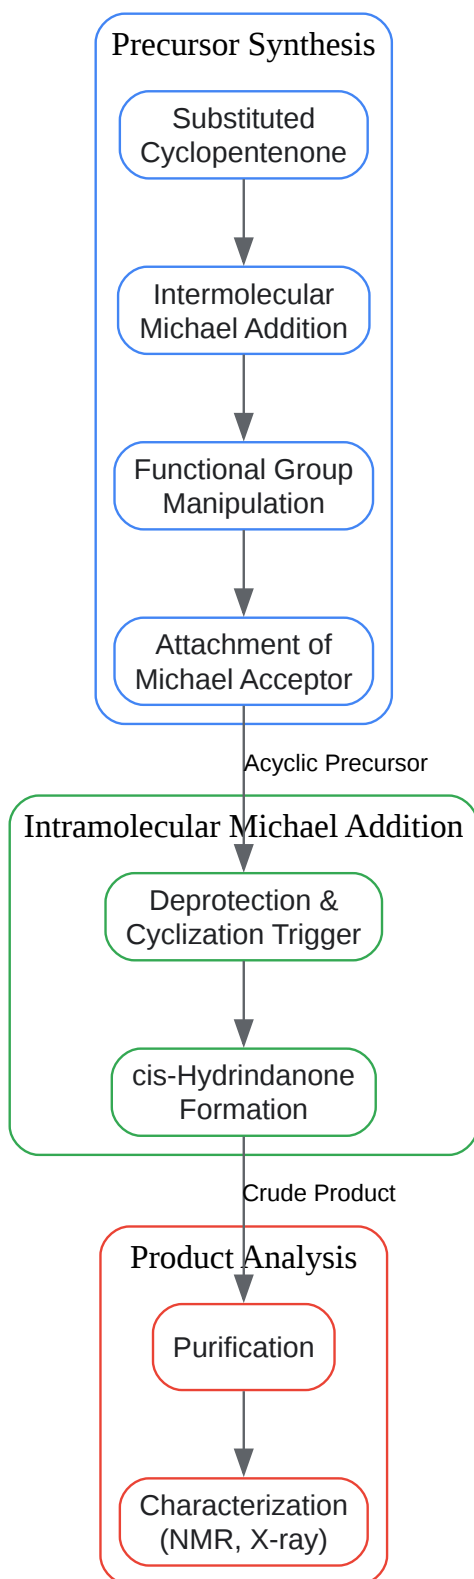 Precursor Synthesis
Substituted
Cyclopentenone
Intermolecular
Michael Addition
Functional Group
Manipulation
Attachment of
Michael Acceptor
Acyclic Precursor
Intramolecular Michael Addition
Deprotection &
Cyclization Trigger
cis-Hydrindanone
Formation
Crude Product
Product Analysis
Purification
Characterization
(NMR, X-ray)